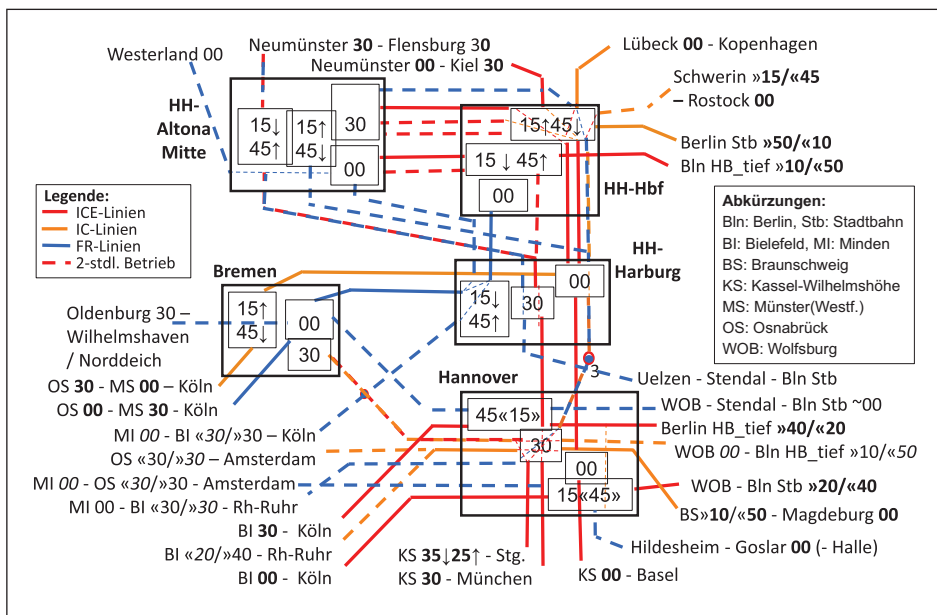 Westerland 00
Neumünster 30 - Flensburg 30
Neumünster 00 - Kiel 30
Lübeck 00 - Kopenhagen
Schwerin »15/«45
– Rostock 00
Berlin Stb »50/«10
Bln HB_tief »10/«50
HH-
Altona
Mitte
15↓
45↑
15↑
45↓
30
00
15↑45↓
15 ↓ 45↑
00
HH-Hbf
Legende:
ICE-Linien
IC-Linien
FR-Linien
2-stdl. Betrieb
Abkürzungen:
Bln: Berlin, Stb: Stadtbahn
BI: Bielefeld, MI: Minden
BS: Braunschweig
KS: Kassel-Wilhelmshöhe
MS: Münster(Westf.)
OS: Osnabrück
WOB: Wolfsburg
HH-
Harburg
00
15↓
45↑
30
Bremen
15↑
45↓
00
30
Oldenburg 30 –
Wilhelmshaven
/ Norddeich
OS 30 - MS 00 – Köln
OS 00 - MS 30 - Köln
MI 00 - BI «30/»30 – Köln
OS «30/»30 – Amsterdam
MI 00 - OS «30/»30 - Amsterdam
MI 00 - BI «30/»30 - Rh-Ruhr
BI 30 - Köln
BI «20/»40 - Rh-Ruhr
BI 00 - Köln
3
Hannover
45«15»
30
00
15«45»
Uelzen - Stendal - Bln Stb
WOB - Stendal - Bln Stb ~00
Berlin HB_tief »40/«20
WOB 00 - Bln HB_tief »10/«50
WOB - Bln Stb »20/«40
BS»10/«50 - Magdeburg 00
Hildesheim - Goslar 00 (- Halle)
KS 35↓25↑ - Stg.
KS 30 - München
KS 00 - Basel